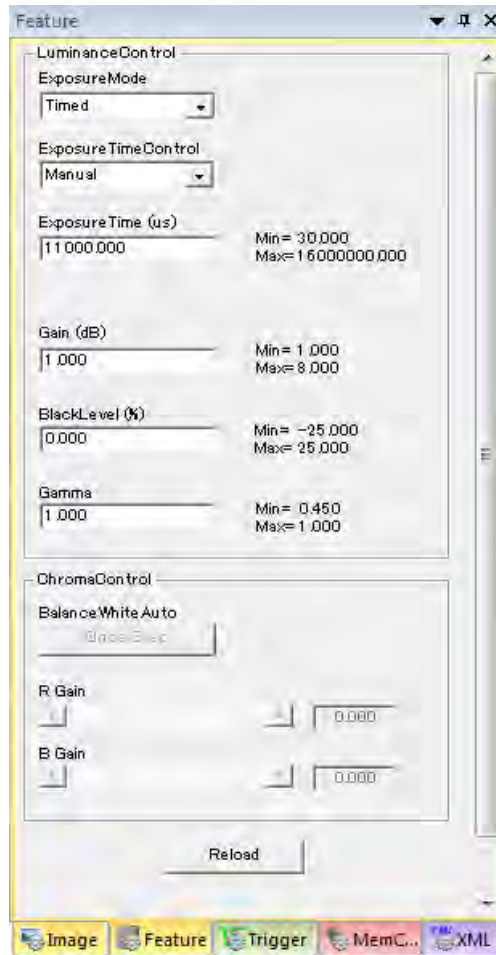 Feature
LuminanceControl
ExposureMode
Timed
ExposureTimeControl
Manual
ExposureTime (us)
11000.000
Min= 30.000
Max=16000000.000
Gain (dB)
1.000
Min= 1.000
Max=8.000
BlackLevel (%)
0.000
Min= -25.000
Max= 25.000
Gamma
1.000
Min= 0.450
Max=1.000
ChromaControl
BalanceWhiteAuto
R Gain
0.000
B Gain
0.000
Reload
Image Feature Trigger MemC... XML